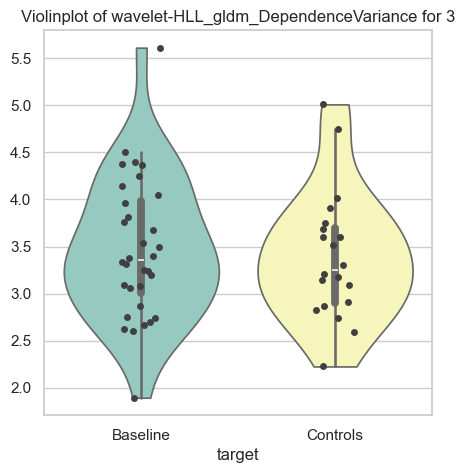 Violinplot of wavelet-HLL_gldm_DependenceVariance for 3
5.5
5.0
4.5
4.0
3.5
3.0
2.5
2.0
Baseline Controls
target